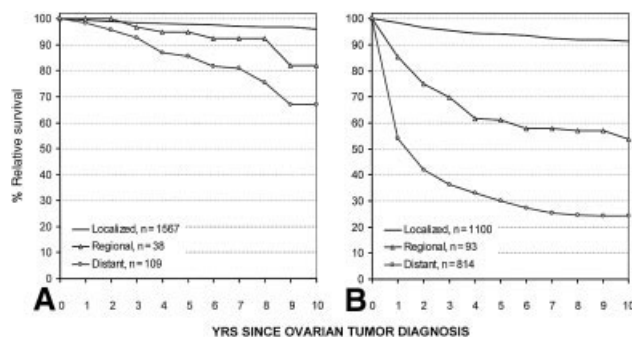 % Relative survival
100
90
80
70
60
50
40
30
20
10
0
Localized, n = 1567
Regional, n = 38
Distant, n = 109
A
0 1 2 3 4 5 6 7 8 9 10
100
90
80
70
60
50
40
30
20
10
0
Localized, n = 1100
Regional, n = 93
Distant, n = 814
B
0 1 2 3 4 5 6 7 8 9 10
YRS SINCE OVARIAN TUMOR DIAGNOSIS